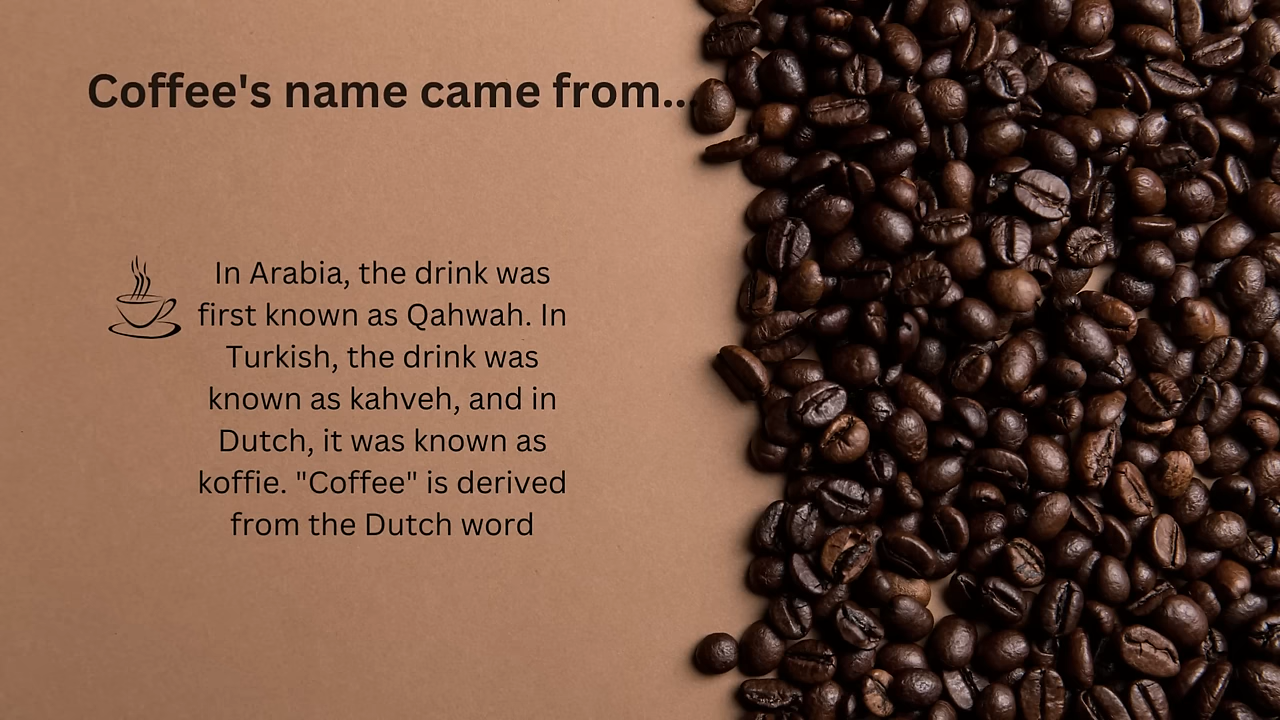 Coffee's name came from...
In Arabia, the drink was
first known as Qahwah. In
Turkish, the drink was
known as kahveh, and in
Dutch, it was known as
koffie. "Coffee" is derived
from the Dutch word